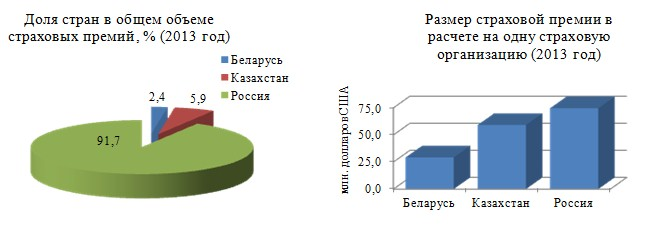 Доля стран в общем объеме
страховых премий, % (2013 год)
Беларусь
Казахстан
Россия
2,4
5,9
91,7
Размер страховой премии в
расчете на одну страховую
организацию (2013 год)
млн. долларов США
75,0
50,0
25,0
0,0
Беларусь
Казахстан
Россия